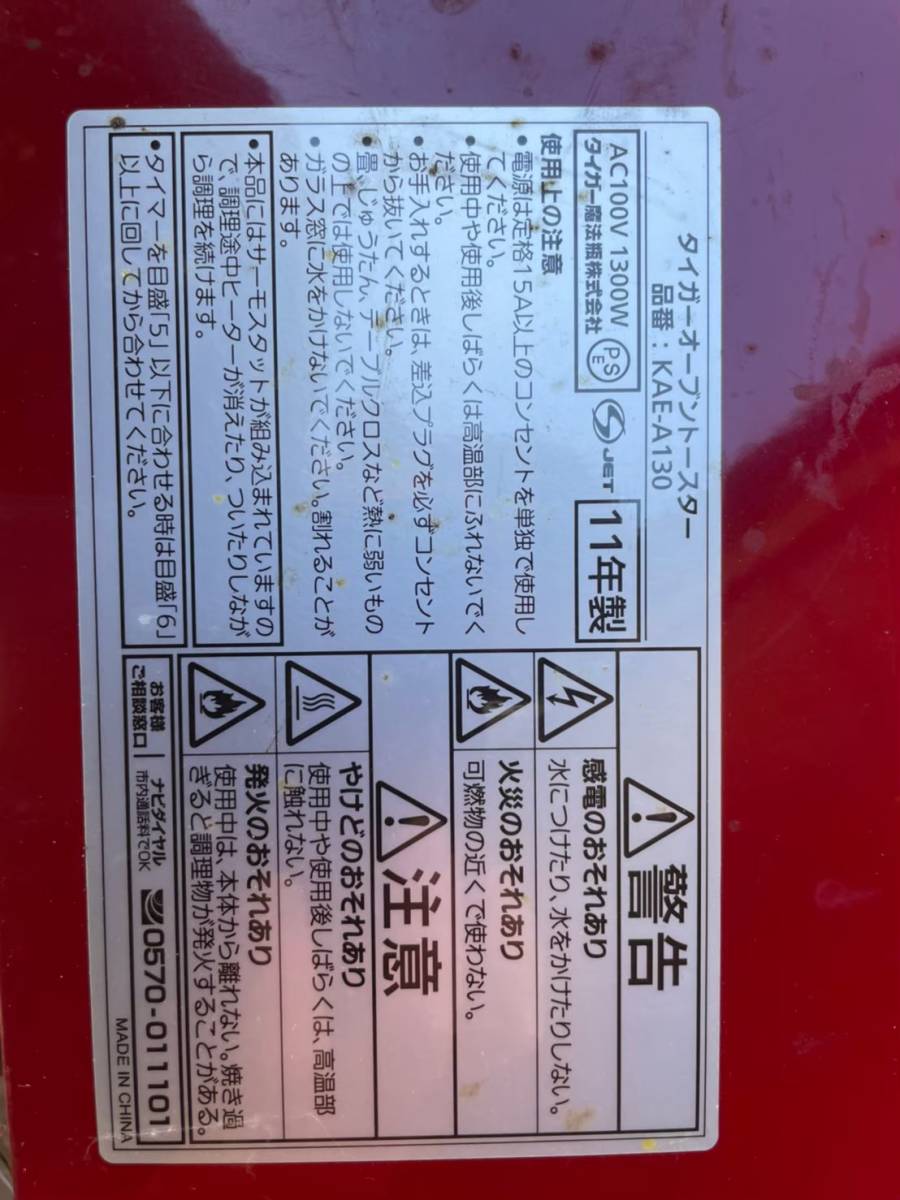 タイガーオーブントースター
品番：KAE-A130
AC100V 1300W
タイガー魔法瓶株式会社
PS
E
JET
11年製
使用上の注意
•電源は定格15A以上のコンセントを単独で使用し
てください。
•使用中や使用後しばらくは高温部にふれないでく
ださい。
•お手入れするときは、差込プラグを必ずコンセント
から抜いてください。
•畳、じゅうたん、テーブルクロスなど熱に弱いもの
の上では使用しないでください。
•ガラス窓に水をかけないでください。割れることが
あります。
•本品にはサーモスタットが組み込まれていますの
で、調理途中ヒーターが消えたり、ついたりしなが
ら調理を続けます。
•タイマーを目盛「5」以下に合わせる時は目盛「6」
以上に回してから合わせてください。
警告
感電のおそれあり
水につけたり、水をかけたりしない。
火災のおそれあり
可燃物の近くで使わない。
注意
やけどのおそれあり
使用中や使用後しばらくは、高温部
に触れない。
発火のおそれあり
使用中は、本体から離れない。焼き過
ぎると調理物が発火することがある。
お客様
ご相談窓口
ナビダイヤル
市内通話料でOK
0570-011101
MADE IN CHINA